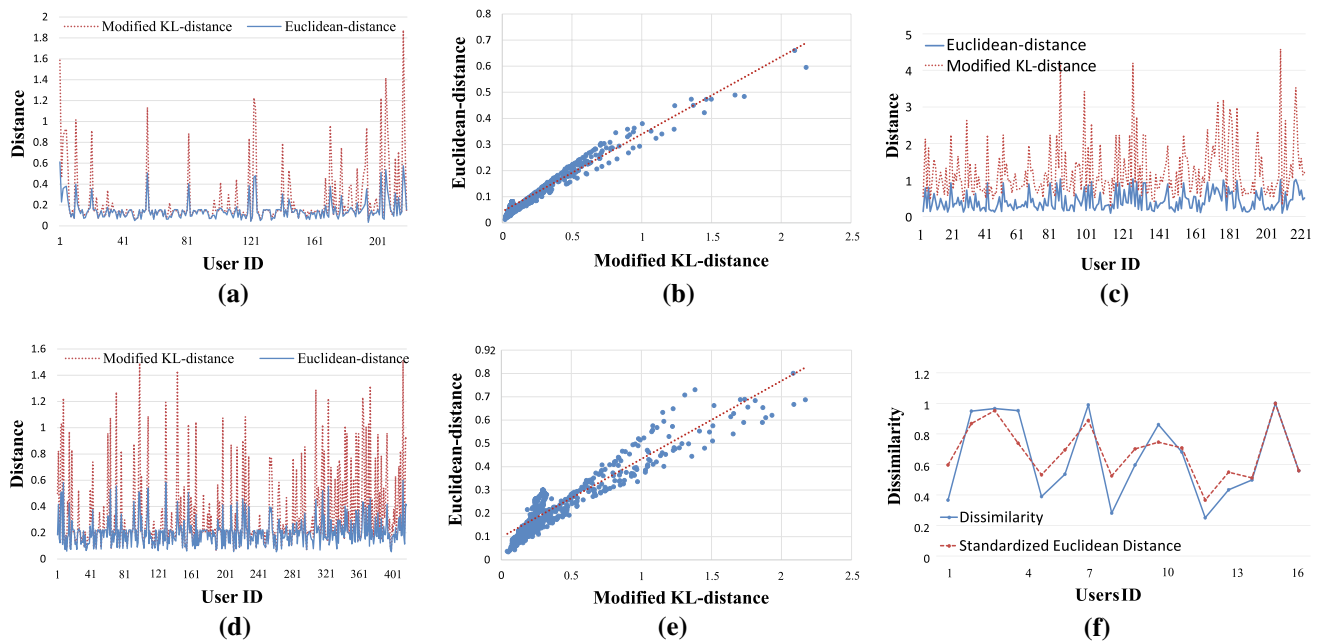 Modified KL-distance Euclidean-distance
Distance
2
1.8
1.6
1.4
1.2
1
0.8
0.6
0.4
0.2
0
1 41 81 121 161 201
User ID
(a)
Euclidean-distance
0.8
0.7
0.6
0.5
0.4
0.3
0.2
0.1
0
0 0.5 1 1.5 2 2.5
Modified KL-distance
(b)
Euclidean-distance
Modified KL-distance
Distance
5
4
3
2
1
0
1 21 41 61 81 101 121 141 161 181 201 221
User ID
(c)
Modified KL-distance Euclidean-distance
Distance
1.6
1.4
1.2
1
0.8
0.6
0.4
0.2
0
1 41 81 121 161 201 241 281 321 361 401
User ID
(d)
Euclidean-distance
0.92
0.8
0.7
0.6
0.5
0.4
0.3
0.2
0.1
0
0 0.5 1 1.5 2 2.5
Modified KL-distance
(e)
Dissimilarity
1.2
1
0.8
0.6
0.4
0.2
0
Dissimilarity
Standardized Euclidean Distance
1 4 7 10 13 16
Users ID
(f)